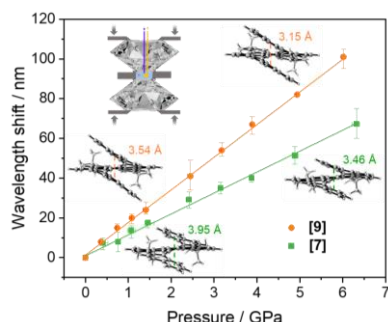 120
100
80
60
40
20
0
Wavelength shift / nm
3.15 Å
3.54 Å
3.46 Å
3.95 Å
[9]
[7]
0 1 2 3 4 5 6 7
Pressure / GPa